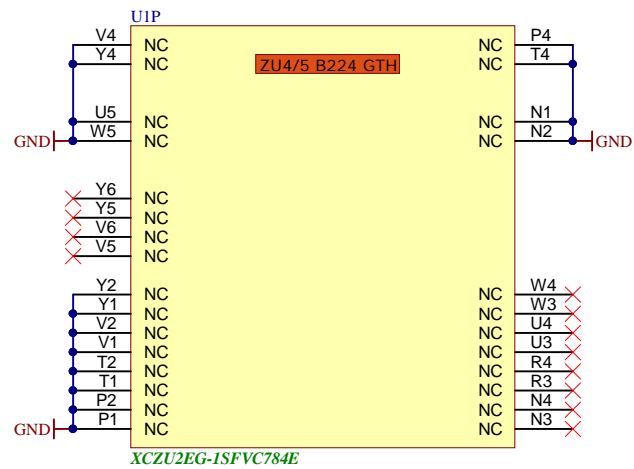 U1P
V4 NC ZU4/5 B224 GTH NC P4
Y4 NC NC T4
U5 NC NC N1
GND W5 NC NC N2 GND
Y6 NC
Y5 NC
V6 NC
V5 NC
Y2 NC NC W4
Y1 NC NC W3
V2 NC NC U4
V1 NC NC U3
T2 NC NC R4
T1 NC NC R3
P2 NC NC N4
GND P1 NC NC N3
XCZU2EG-1SFVC784E